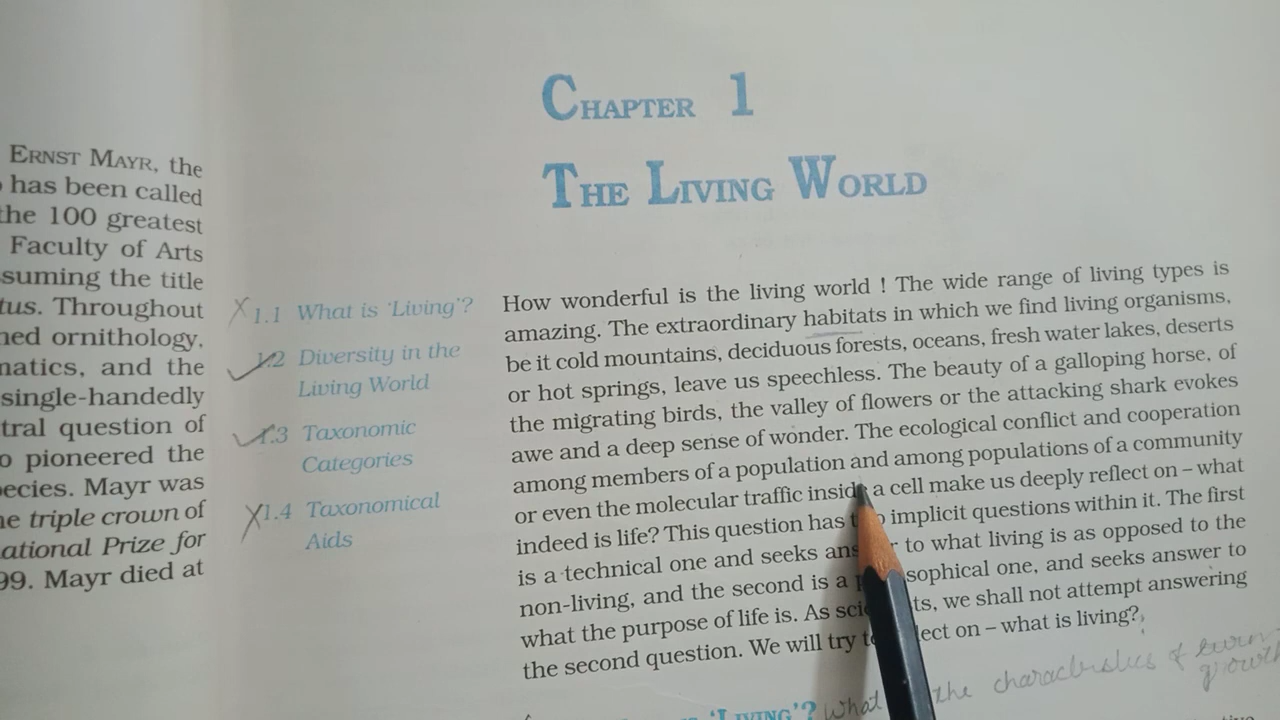 ERNST MAYR, the
has been called
the 100 greatest
Faculty of Arts
suming the title
tus. Throughout
ned ornithology,
natics, and the
single-handedly
tral question of
o pioneered the
pecies. Mayr was
ne triple crown of
ational Prize for
99. Mayr died at
CHAPTER 1
THE LIVING WORLD
1.1 What is ‘Living’?
1.2 Diversity in the
Living World
1.3 Taxonomic
Categories
1.4 Taxonomical
Aids
How wonderful is the living world ! The wide range of living types is
amazing. The extraordinary habitats in which we find living organisms,
be it cold mountains, deciduous forests, oceans, fresh water lakes, deserts
or hot springs, leave us speechless. The beauty of a galloping horse, of
the migrating birds, the valley of flowers or the attacking shark evokes
awe and a deep sense of wonder. The ecological conflict and cooperation
among members of a population and among populations of a community
or even the molecular traffic inside a cell make us deeply reflect on – what
indeed is life? This question has implicit questions within it. The first
is a technical one and seeks to what living is as opposed to the
non-living, and the second is a one, and seeks answer to
what the purpose of life is. As we shall not attempt answering
the second question. We will try on – what is living?
‘LIVING’? What the characteristics of
growth